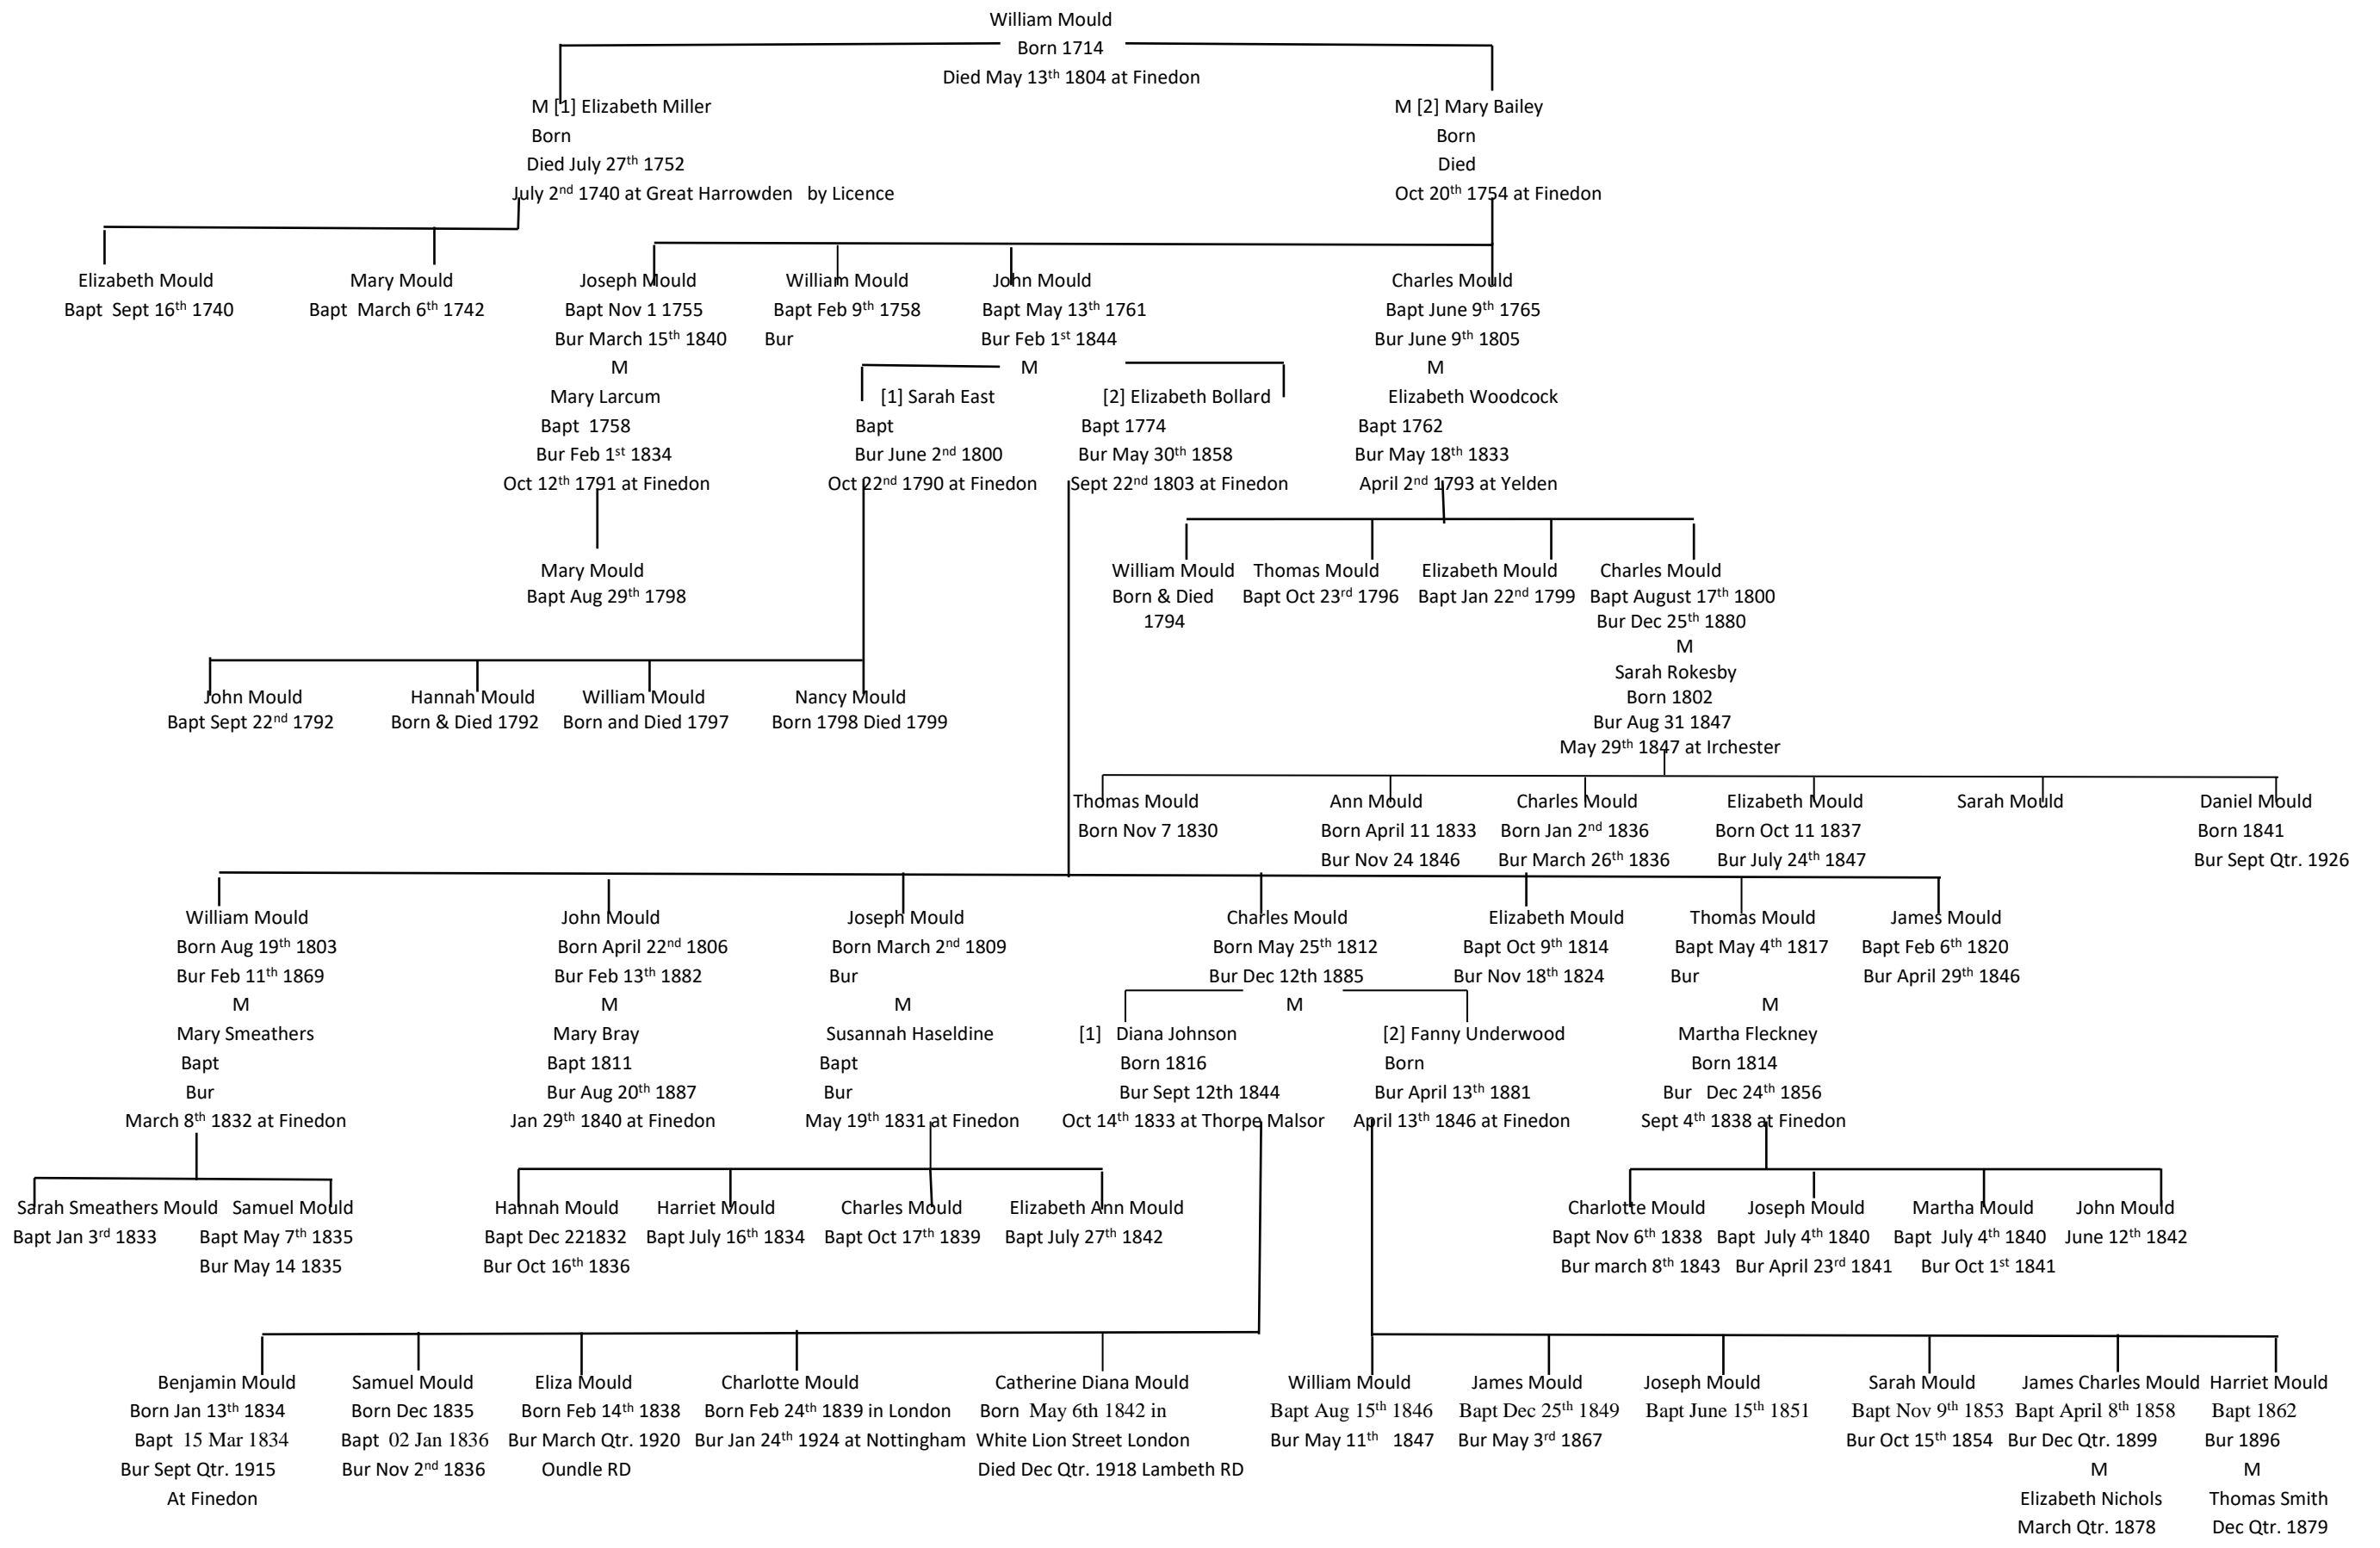 William Mould
Born 1714
Died May 13th 1804 at Finedon
M [1] Elizabeth Miller
Born
Died July 27th 1752
July 2nd 1740 at Great Harrowden by Licence
M [2] Mary Bailey
Born
Died
Oct 20th 1754 at Finedon
Elizabeth Mould
Bapt Sept 16th 1740
Mary Mould
Bapt March 6th 1742
Joseph Mould
Bapt Nov 1 1755
Bur March 15th 1840
M
Mary Larcum
Bapt 1758
Bur Feb 1st 1834
Oct 12th 1791 at Finedon
William Mould
Bapt Feb 9th 1758
Bur
John Mould
Bapt May 13th 1761
Bur Feb 1st 1844
M
[1] Sarah East
Bapt
Bur June 2nd 1800
Oct 22nd 1790 at Finedon
[2] Elizabeth Bollard
Bapt 1774
Bur May 30th 1858
Sept 22nd 1803 at Finedon
Charles Mould
Bapt June 9th 1765
Bur June 9th 1805
M
Elizabeth Woodcock
Bapt 1762
Bur May 18th 1833
April 2nd 1793 at Yelden
Mary Mould
Bapt Aug 29th 1798
William Mould
Born & Died
1794
Thomas Mould
Bapt Oct 23rd 1796
Elizabeth Mould
Bapt Jan 22nd 1799
Charles Mould
Bapt August 17th 1800
Bur Dec 25th 1880
M
Sarah Rokesby
Born 1802
Bur Aug 31 1847
May 29th 1847 at Irchester
John Mould
Bapt Sept 22nd 1792
Hannah Mould
Born & Died 1792
William Mould
Born and Died 1797
Nancy Mould
Born 1798 Died 1799
Thomas Mould
Born Nov 7 1830
Ann Mould
Born April 11 1833
Bur Nov 24 1846
Charles Mould
Born Jan 2nd 1836
Bur March 26th 1836
Elizabeth Mould
Born Oct 11 1837
Bur July 24th 1847
Sarah Mould
Daniel Mould
Born 1841
Bur Sept Qtr. 1926
William Mould
Born Aug 19th 1803
Bur Feb 11th 1869
M
Mary Smeathers
Bapt
Bur
March 8th 1832 at Finedon
John Mould
Born April 22nd 1806
Bur Feb 13th 1882
M
Mary Bray
Bapt 1811
Bur Aug 20th 1887
Jan 29th 1840 at Finedon
Joseph Mould
Born March 2nd 1809
Bur
M
Susannah Haseldine
Bapt
Bur
May 19th 1831 at Finedon
Charles Mould
Born May 25th 1812
Bur Dec 12th 1885
M
[1] Diana Johnson
Born 1816
Bur Sept 12th 1844
Oct 14th 1833 at Thorpe Malsor
[2] Fanny Underwood
Born
Bur April 13th 1881
April 13th 1846 at Finedon
Elizabeth Mould
Bapt Oct 9th 1814
Bur Nov 18th 1824
Thomas Mould
Bapt May 4th 1817
Bur
M
Martha Fleckney
Born 1814
Bur Dec 24th 1856
Sept 4th 1838 at Finedon
James Mould
Bapt Feb 6th 1820
Bur April 29th 1846
Sarah Smeathers Mould
Bapt Jan 3rd 1833
Samuel Mould
Bapt May 7th 1835
Bur May 14 1835
Hannah Mould
Bapt Dec 221832
Bur Oct 16th 1836
Harriet Mould
Bapt July 16th 1834
Charles Mould
Bapt Oct 17th 1839
Elizabeth Ann Mould
Bapt July 27th 1842
Charlotte Mould
Bapt Nov 6th 1838
Bur march 8th 1843
Joseph Mould
Bapt July 4th 1840
Bur April 23rd 1841
Martha Mould
Bapt July 4th 1840
Bur Oct 1st 1841
John Mould
June 12th 1842
Benjamin Mould
Born Jan 13th 1834
Bapt 15 Mar 1834
Bur Sept Qtr. 1915
At Finedon
Samuel Mould
Born Dec 1835
Bapt 02 Jan 1836
Bur Nov 2nd 1836
Eliza Mould
Born Feb 14th 1838
Bur March Qtr. 1920
Oundle RD
Charlotte Mould
Born Feb 24th 1839 in London
Bur Jan 24th 1924 at Nottingham
Catherine Diana Mould
Born May 6th 1842 in
White Lion Street London
Died Dec Qtr. 1918 Lambeth RD
William Mould
Bapt Aug 15th 1846
Bur May 11th 1847
James Mould
Bapt Dec 25th 1849
Bur May 3rd 1867
Joseph Mould
Bapt June 15th 1851
Sarah Mould
Bapt Nov 9th 1853
Bur Oct 15th 1854
James Charles Mould
Bapt April 8th 1858
Bur Dec Qtr. 1899
M
Elizabeth Nichols
March Qtr. 1878
Harriet Mould
Bapt 1862
Bur 1896
M
Thomas Smith
Dec Qtr. 1879